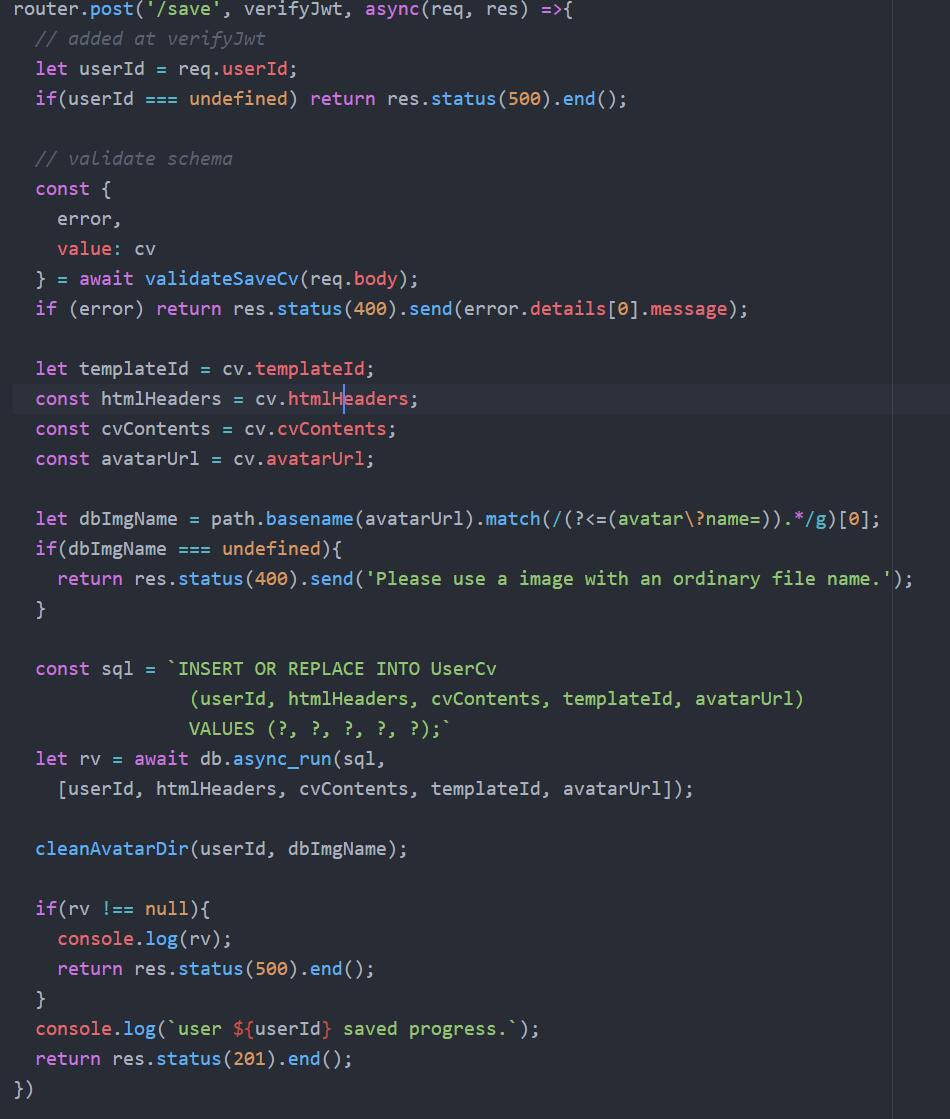 router.post('/save', verifyJwt, async(req, res) =>{
  // added at verifyJwt
  let userId = req.userId;
  if(userId === undefined) return res.status(500).end();

  // validate schema
  const {
    error,
    value: cv
  } = await validateSaveCv(req.body);
  if (error) return res.status(400).send(error.details[0].message);

  let templateId = cv.templateId;
  const htmlHeaders = cv.htmlHeaders;
  const cvContents = cv.cvContents;
  const avatarUrl = cv.avatarUrl;

  let dbImgName = path.basename(avatarUrl).match(/(?<=(avatar\?name=)).*/g)[0];
  if(dbImgName === undefined){
    return res.status(400).send('Please use a image with an ordinary file name.');
  }

  const sql = `INSERT OR REPLACE INTO UserCv
                (userId, htmlHeaders, cvContents, templateId, avatarUrl)
                VALUES (?, ?, ?, ?, ?);`
  let rv = await db.async_run(sql,
    [userId, htmlHeaders, cvContents, templateId, avatarUrl]);

  cleanAvatarDir(userId, dbImgName);

  if(rv !== null){
    console.log(rv);
    return res.status(500).end();
  }
  console.log(`user ${userId} saved progress.`);
  return res.status(201).end();
})